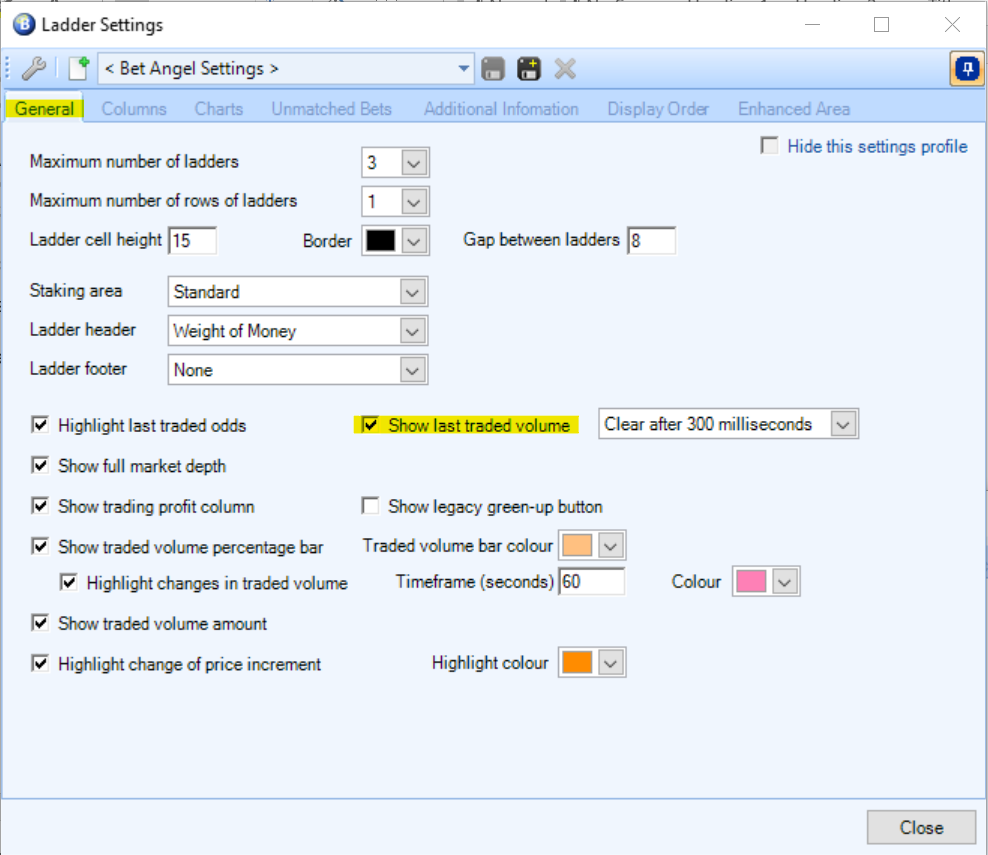 Ladder Settings
< Bet Angel Settings >
General Columns Charts Unmatched Bets Additional Infomation Display Order Enhanced Area
Hide this settings profile
Maximum number of ladders 3
Maximum number of rows of ladders 1
Ladder cell height 15 Border Gap between ladders 8
Staking area Standard
Ladder header Weight of Money
Ladder footer None
Highlight last traded odds Show last traded volume Clear after 300 milliseconds
Show full market depth
Show trading profit column Show legacy green-up button
Show traded volume percentage bar Traded volume bar colour
Highlight changes in traded volume Timeframe (seconds) 60 Colour
Show traded volume amount
Highlight change of price increment Highlight colour
Close